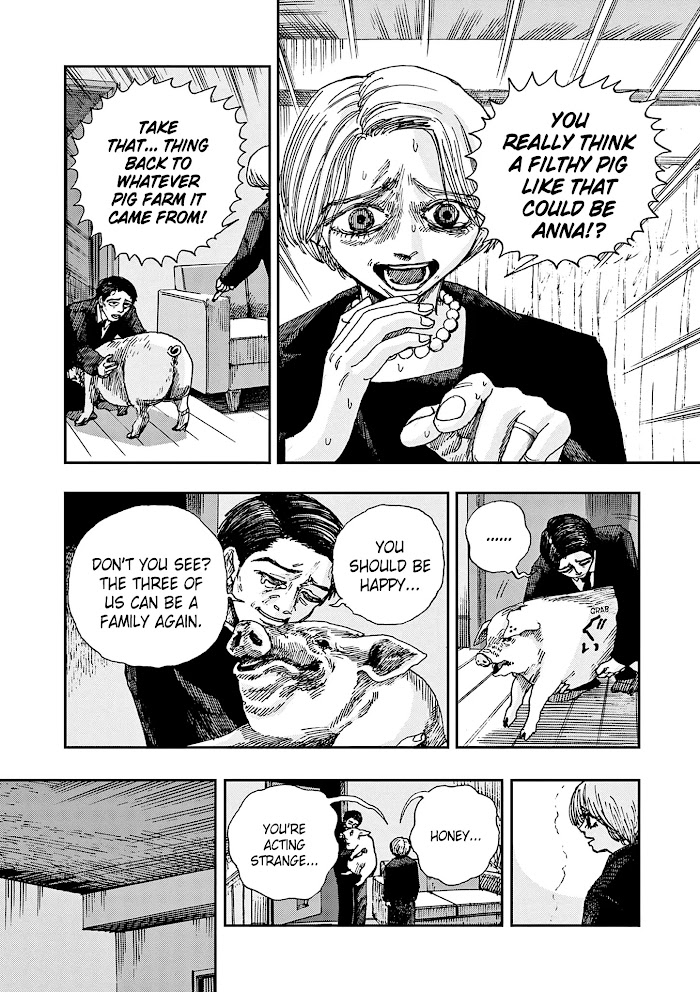 YOU
REALLY THINK
A FILTHY PIG
LIKE THAT
COULD BE
ANNA!?
TAKE
THAT... THING
BACK TO
WHATEVER
PIG FARM IT
CAME FROM!
......
GRAB
ぐい
YOU
SHOULD BE
HAPPY...
DON'T YOU SEE?
THE THREE OF
US CAN BE A
FAMILY AGAIN.
HONEY...
YOU'RE
ACTING
STRANGE...